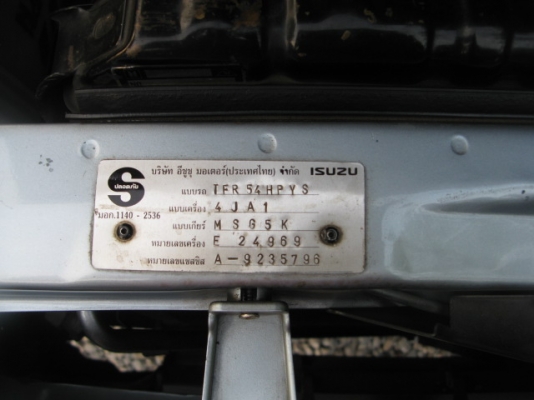 บริษัท อีซูซุ มอเตอร์(ประเทศไทย) จำกัด ISUZU
S
ปลอดภัย
มอก.1140 - 2536
แบบรถ TFR54HPYS
แบบเครื่อง 4JA1
แบบเกียร์ MSG5K
หมายเลขเครื่อง E 24969
หมายเลขแชสซิส A-9235796